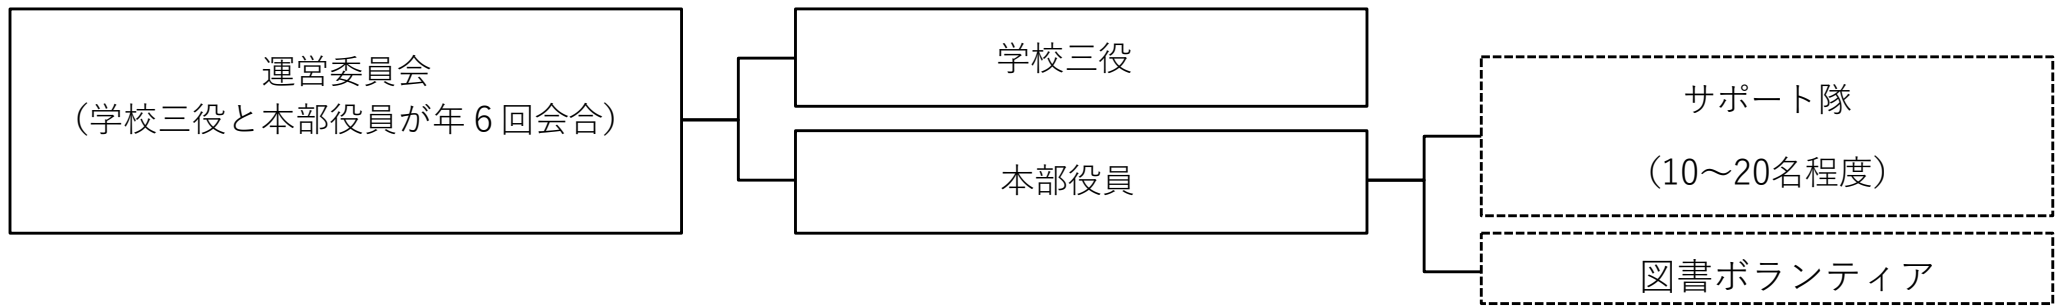 運営委員会
（学校三役と本部役員が年６回会合）
学校三役
本部役員
サポート隊
（10～20名程度）
図書ボランティア